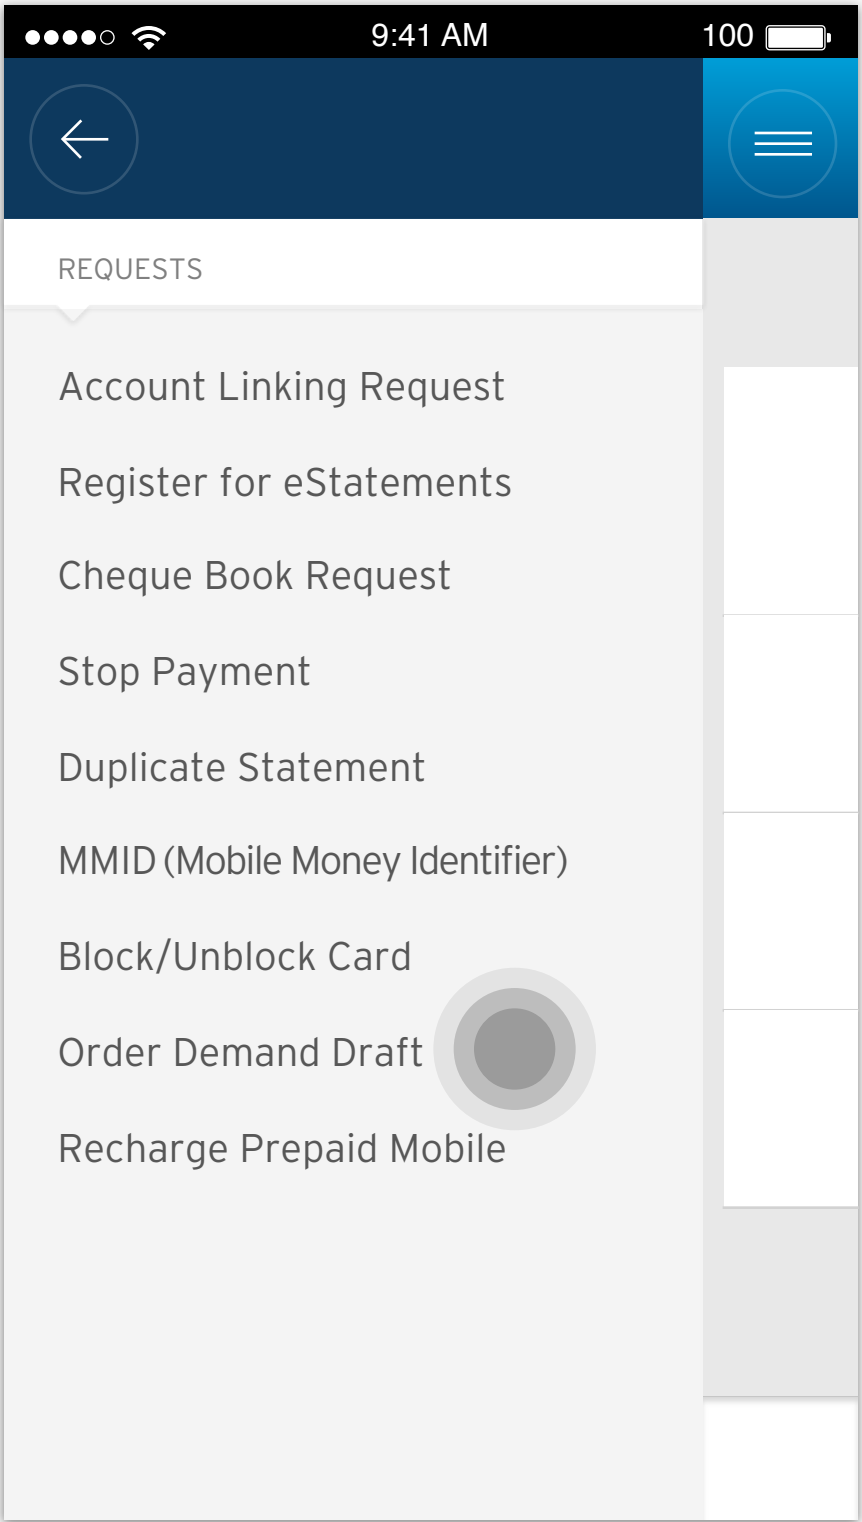 9:41 AM 100
REQUESTS
Account Linking Request
Register for eStatements
Cheque Book Request
Stop Payment
Duplicate Statement
MMID (Mobile Money Identifier)
Block/Unblock Card
Order Demand Draft
Recharge Prepaid Mobile